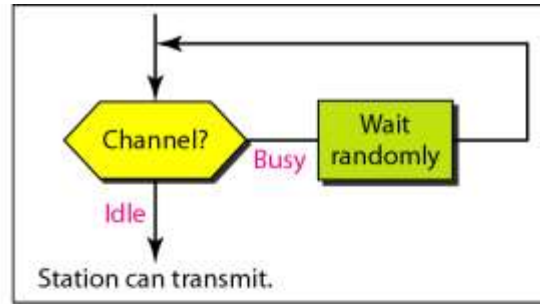 Channel?
Busy
Wait
randomly
Idle
Station can transmit.